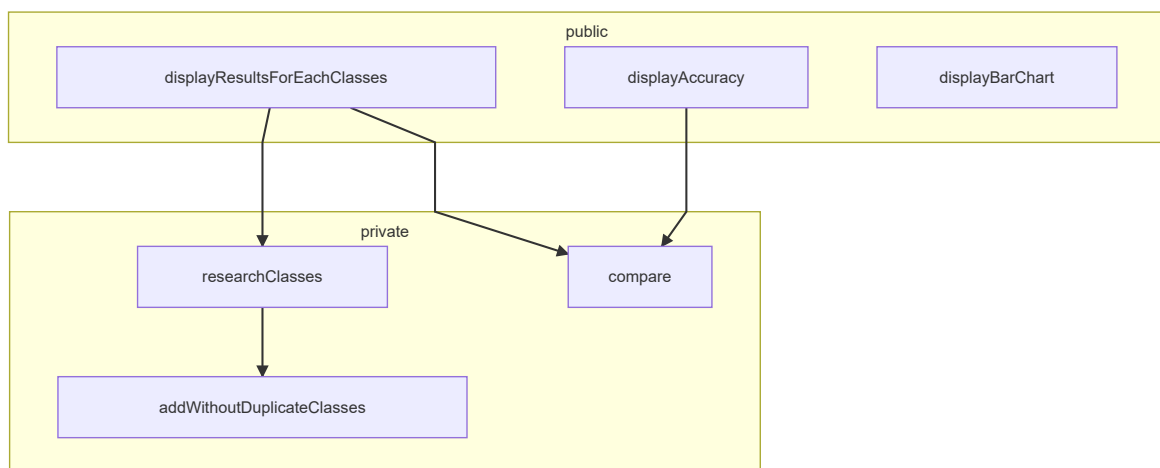 public
displayResultsForEachClasses
displayAccuracy
displayBarChart
private
researchClasses
compare
addWithoutDuplicateClasses